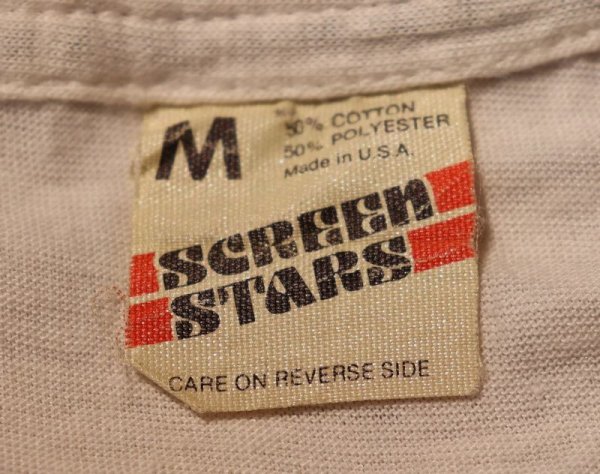 M
50% COTTON
50% POLYESTER
Made in U.S.A.
SCREEN
STARS
CARE ON REVERSE SIDE